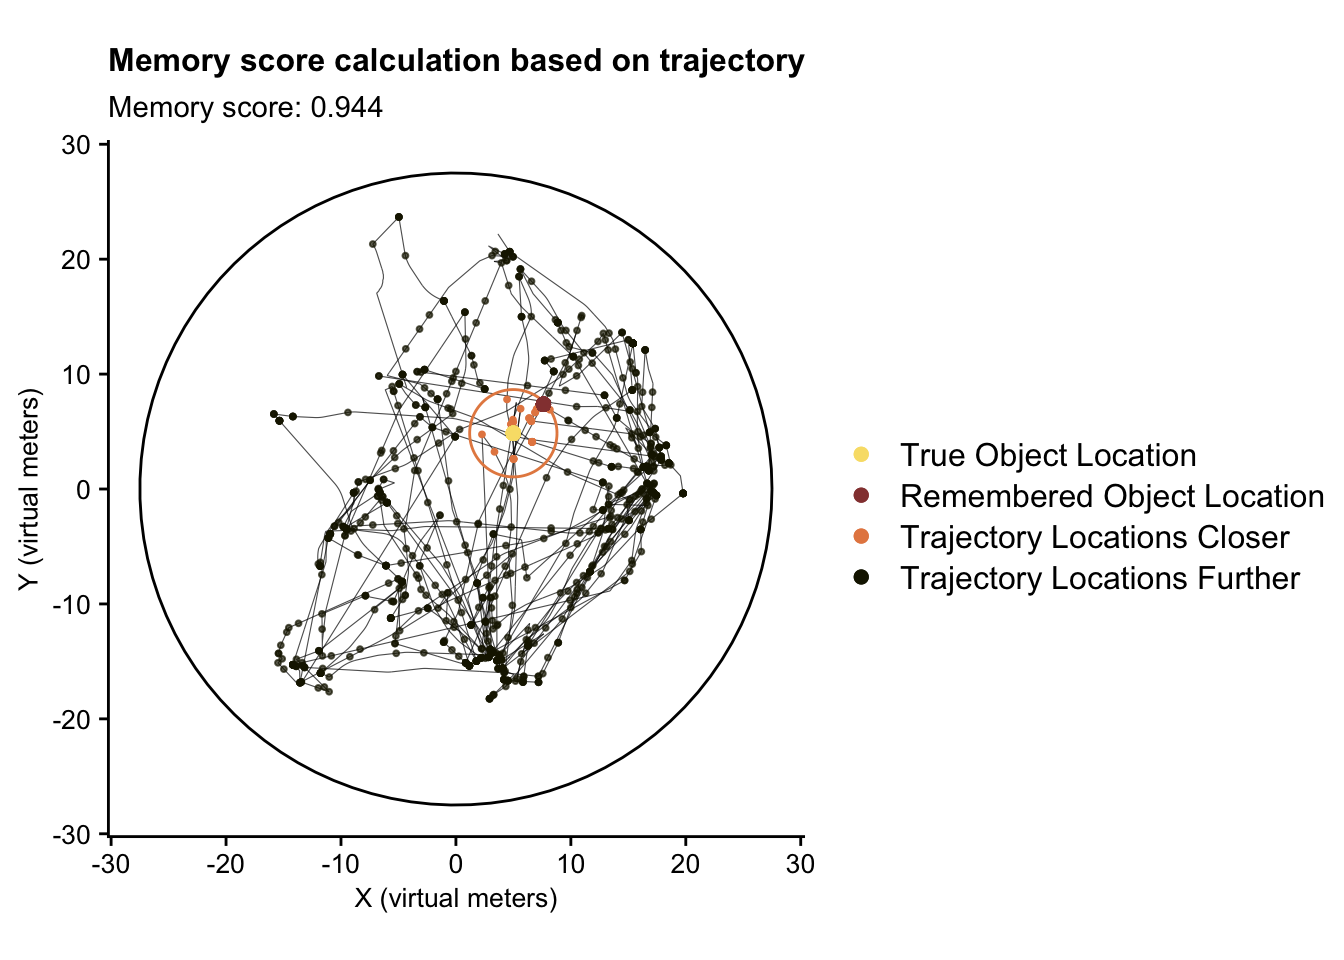 Memory score calculation based on trajectory
Memory score: 0.944
30
20
10
0
-10
-20
-30
Y (virtual meters)
-30 -20 -10 0 10 20 30
X (virtual meters)
True Object Location
Remembered Object Location
Trajectory Locations Closer
Trajectory Locations Further